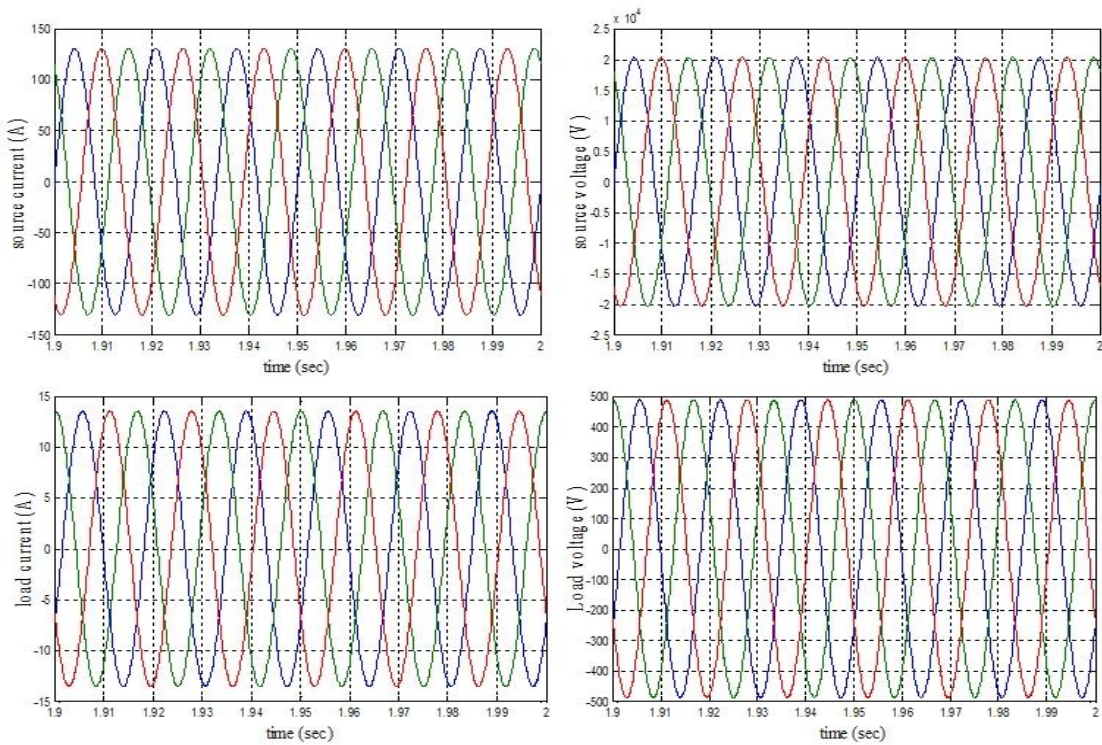 150
100
50
0
-50
-100
-150
source current (A)
1.9 1.91 1.92 1.93 1.94 1.95 1.96 1.97 1.98 1.99 2
time (sec)
x 10⁴
2.5
2
1.5
1
0.5
0
-0.5
-1
-1.5
-2
-2.5
source voltage (V)
1.9 1.91 1.92 1.93 1.94 1.95 1.96 1.97 1.98 1.99 2
time (sec)
15
10
5
0
-5
-10
-15
load current (A)
1.9 1.91 1.92 1.93 1.94 1.95 1.96 1.97 1.98 1.99 2
time (sec)
500
400
300
200
100
0
-100
-200
-300
-400
-500
Load voltage (V)
1.9 1.91 1.92 1.93 1.94 1.95 1.96 1.97 1.98 1.99 2
time (sec)